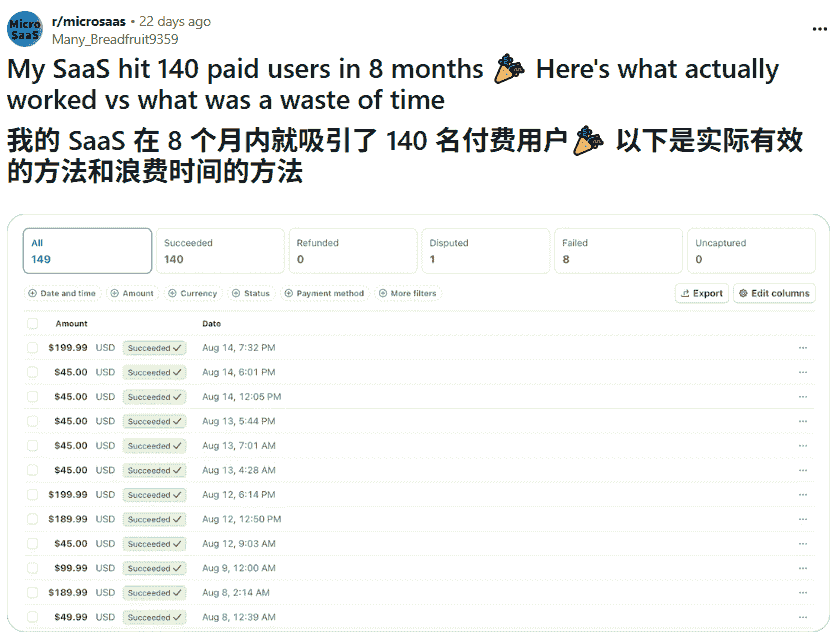 Micro SaaS r/microsaas • 22 days ago
Many_Breadfruit9359
My SaaS hit 140 paid users in 8 months 🎉 Here's what actually
worked vs what was a waste of time
我的 SaaS 在 8 个月内就吸引了 140 名付费用户🎉 以下是实际有效
的方法和浪费时间的方法
All Succeeded Refunded Disputed Failed Uncaptured
149 140 0 1 8 0
Date and time Amount Currency Status Payment method More filters Export Edit columns
Amount Date
$199.99 USD Succeeded ✓ Aug 14, 7:32 PM
$45.00 USD Succeeded ✓ Aug 14, 6:01 PM
$45.00 USD Succeeded ✓ Aug 14, 12:05 PM
$45.00 USD Succeeded ✓ Aug 13, 5:44 PM
$45.00 USD Succeeded ✓ Aug 13, 7:01 AM
$45.00 USD Succeeded ✓ Aug 13, 4:28 AM
$199.99 USD Succeeded ✓ Aug 12, 6:14 PM
$189.99 USD Succeeded ✓ Aug 12, 12:50 PM
$45.00 USD Succeeded ✓ Aug 12, 9:03 AM
$99.99 USD Succeeded ✓ Aug 9, 12:00 AM
$189.99 USD Succeeded ✓ Aug 8, 2:14 AM
$49.99 USD Succeeded ✓ Aug 8, 12:39 AM